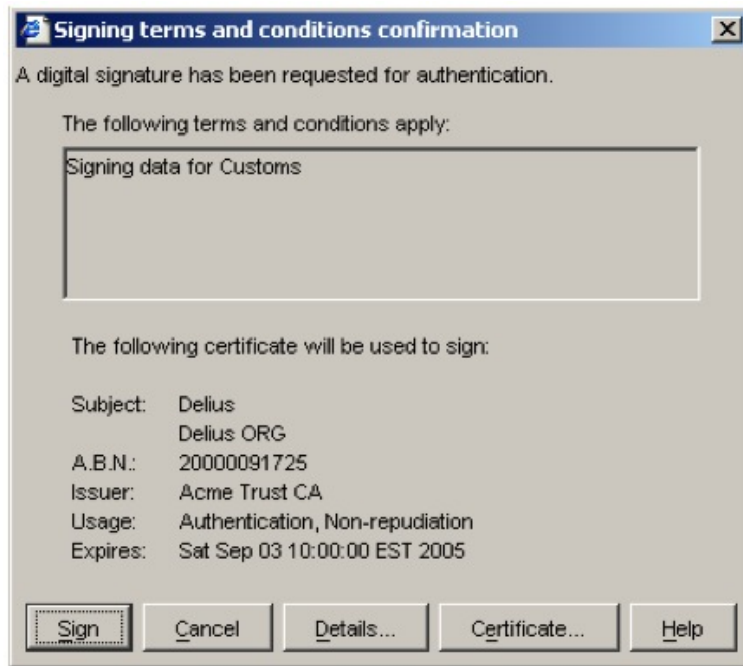 Signing terms and conditions confirmation
A digital signature has been requested for authentication.
The following terms and conditions apply:
Signing data for Customs
The following certificate will be used to sign:
Subject: Delius
Delius ORG
A.B.N.: 20000091725
Issuer: Acme Trust CA
Usage: Authentication, Non-repudiation
Expires: Sat Sep 03 10:00:00 EST 2005
Sign Cancel Details... Certificate... Help